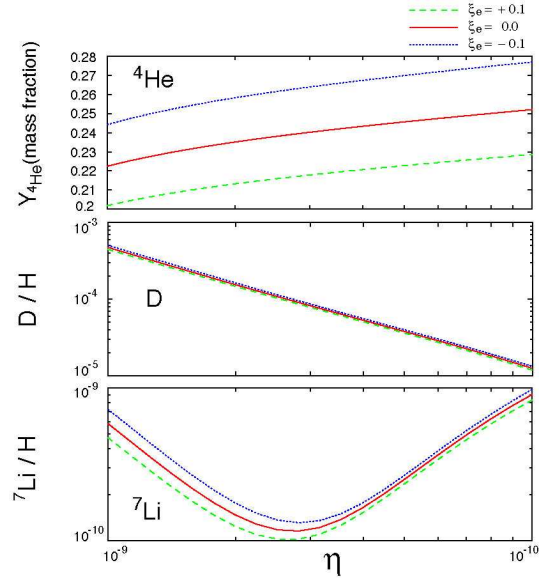 ξe = + 0.1
ξe = 0.0
ξe = − 0.1
0.28
0.27
0.26
0.25
0.24
0.23
0.22
0.21
0.2
Y4He(mass fraction)
4He
10-3
10-4
10-5
D / H
D
10-9
10-10
7Li / H
7Li
10-9
η
10-10